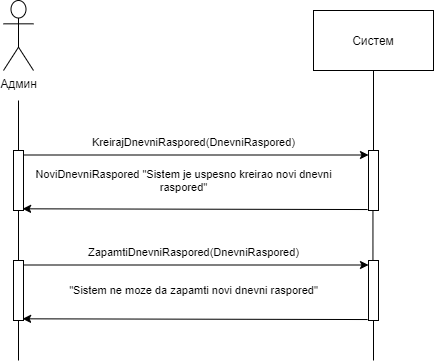 Админ
Систем
KreirajDnevniRaspored(DnevniRaspored)
NoviDnevniRaspored "Sistem je uspesno kreirao novi dnevni
raspored"
ZapamtiDnevniRaspored(DnevniRaspored)
"Sistem ne moze da zapamti novi dnevni raspored"